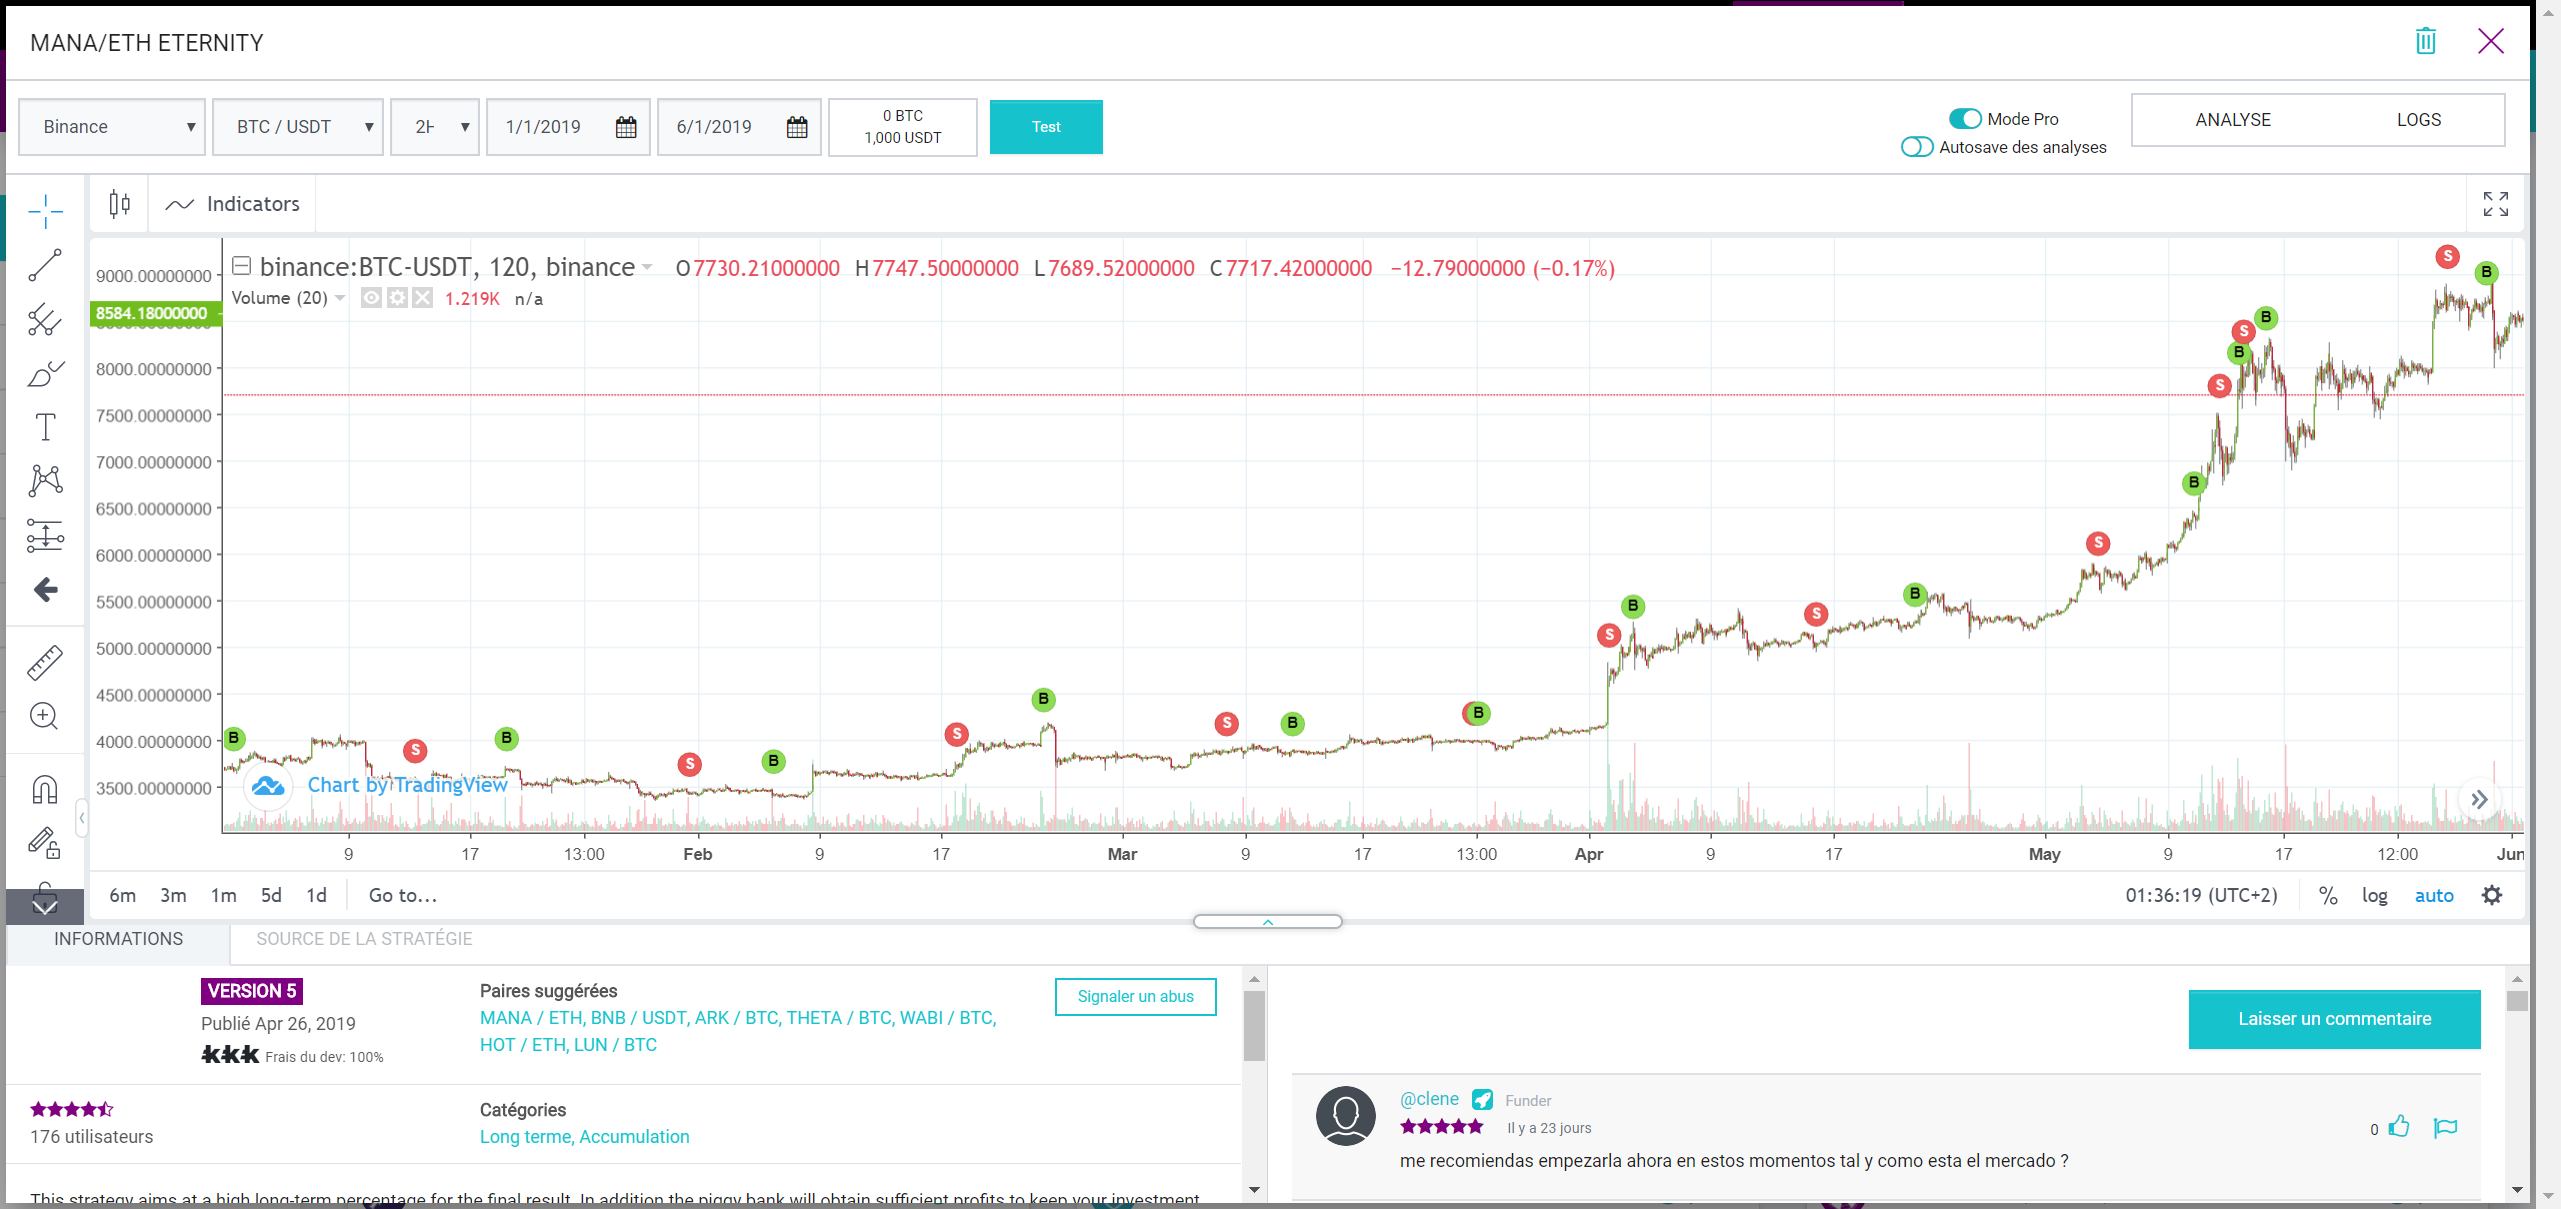 MANA/ETH ETERNITY
Binance
BTC / USDT
1/1/2019
6/1/2019
0 BTC
1,000 USDT
Test
Mode Pro
Autosave des analyses
ANALYSE
LOGS
Indicators
binance:BTC-USDT, 120, binance
O7730.21000000 H7747.50000000 L7689.52000000 C7717.42000000 −12.79000000 (−0.17%)
Volume (20)
1.219K n/a
9000.00000000
8584.18000000
8000.00000000
7500.00000000
7000.00000000
6500.00000000
6000.00000000
5500.00000000
5000.00000000
4500.00000000
4000.00000000
3500.00000000
B
S
B
S
B
S
B
S
B
B
S
B
S
B
S
B
S
B
S
B
S
B
Chart by TradingView
9 17 13:00 Feb 9 17 Mar 9 17 13:00 Apr 9 17 May 9 17 12:00 Jun
6m 3m 1m 5d 1d Go to...
01:36:19 (UTC+2) % log auto
INFORMATIONS
SOURCE DE LA STRATÉGIE
VERSION 5
Publié Apr 26, 2019
Frais du dev: 100%
Paires suggérées
MANA / ETH, BNB / USDT, ARK / BTC, THETA / BTC, WABI / BTC,
HOT / ETH, LUN / BTC
Signaler un abus
176 utilisateurs
Catégories
Long terme, Accumulation
This strategy aims at a high long-term percentage for the final result. In addition the piggy bank will obtain sufficient profits to keep your investment
Laisser un commentaire
@clene Funder
Il y a 23 jours
0
me recomiendas empezarla ahora en estos momentos tal y como esta el mercado ?